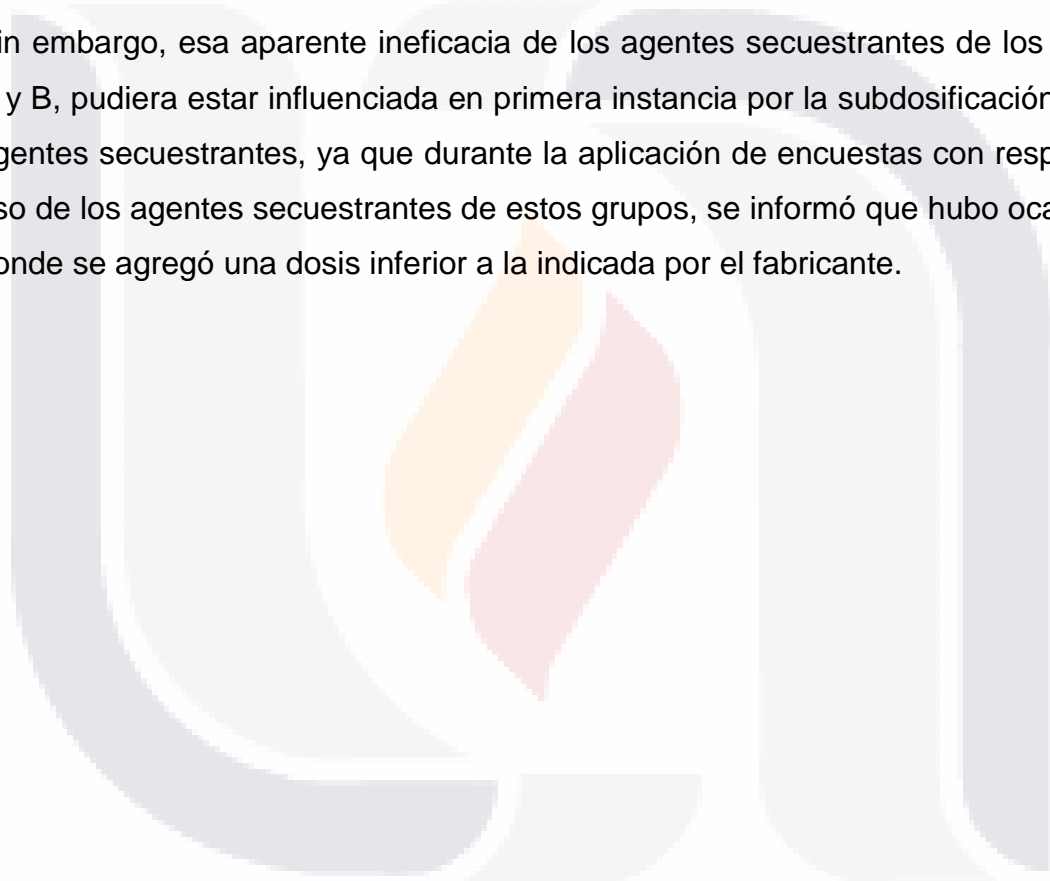 in embargo, esa aparente ineficacia de los agentes secuestrantes de los
y B, pudiera estar influenciada en primera instancia por la subdosificación
gentes secuestrantes, ya que durante la aplicación de encuestas con resp
so de los agentes secuestrantes de estos grupos, se informó que hubo oca
onde se agregó una dosis inferior a la indicada por el fabricante.